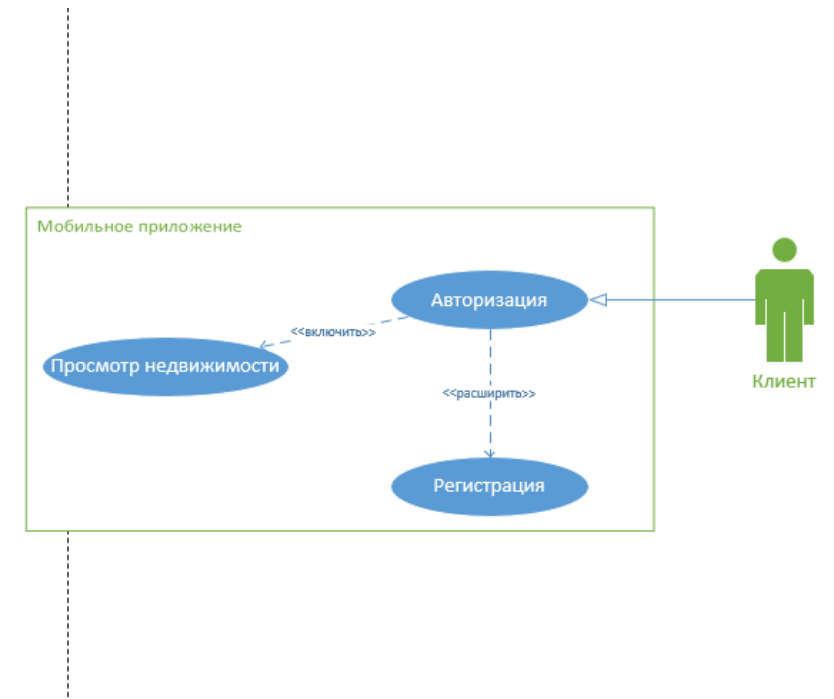 Мобильное приложение
Авторизация
<<включить>>
Просмотр недвижимости
Клиент
<<расширить>>
Регистрация